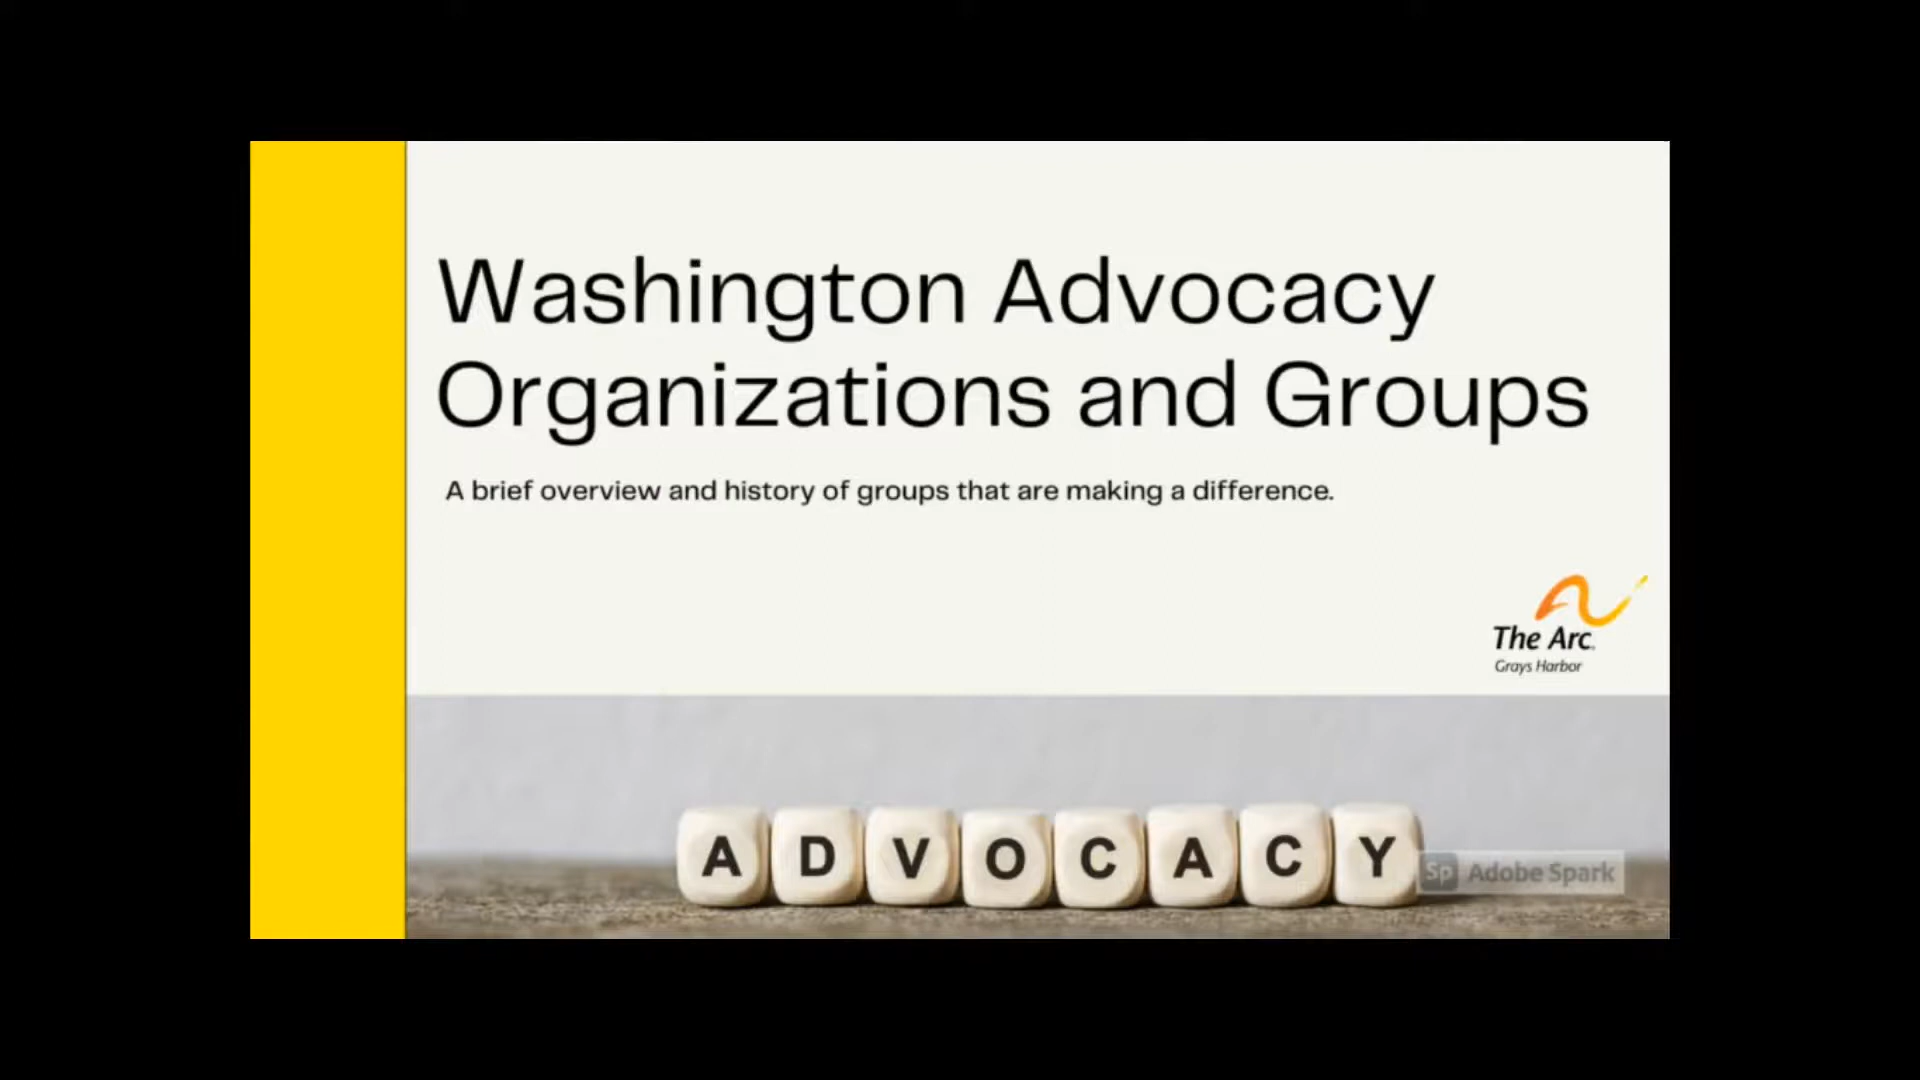 Washington Advocacy
Organizations and Groups
A brief overview and history of groups that are making a difference.
The Arc.
Grays Harbor
ADVOCACY
Sp Adobe Spark